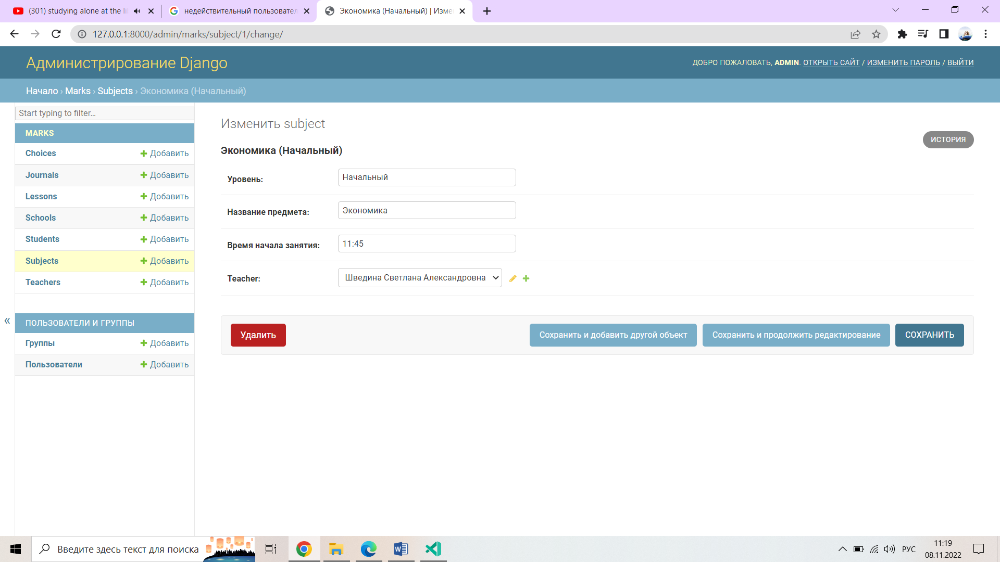 (301) studying alone at the li
недействительный пользовател
Экономика (Начальный) | Изме
127.0.0.1:8000/admin/marks/subject/1/change/
Администрирование Django
ДОБРО ПОЖАЛОВАТЬ, ADMIN. ОТКРЫТЬ САЙТ / ИЗМЕНИТЬ ПАРОЛЬ / ВЫЙТИ
Начало › Marks › Subjects › Экономика (Начальный)
Start typing to filter...
MARKS
Choices Добавить
Journals Добавить
Lessons Добавить
Schools Добавить
Students Добавить
Subjects Добавить
Teachers Добавить
«
ПОЛЬЗОВАТЕЛИ И ГРУППЫ
Группы Добавить
Пользователи Добавить
Изменить subject
ИСТОРИЯ
Экономика (Начальный)
Уровень: Начальный
Название предмета: Экономика
Время начала занятия: 11:45
Teacher: Шведина Светлана Александровна
Удалить
Сохранить и добавить другой объект
Сохранить и продолжить редактирование
СОХРАНИТЬ
Введите здесь текст для поиска
РУС
11:19
08.11.2022